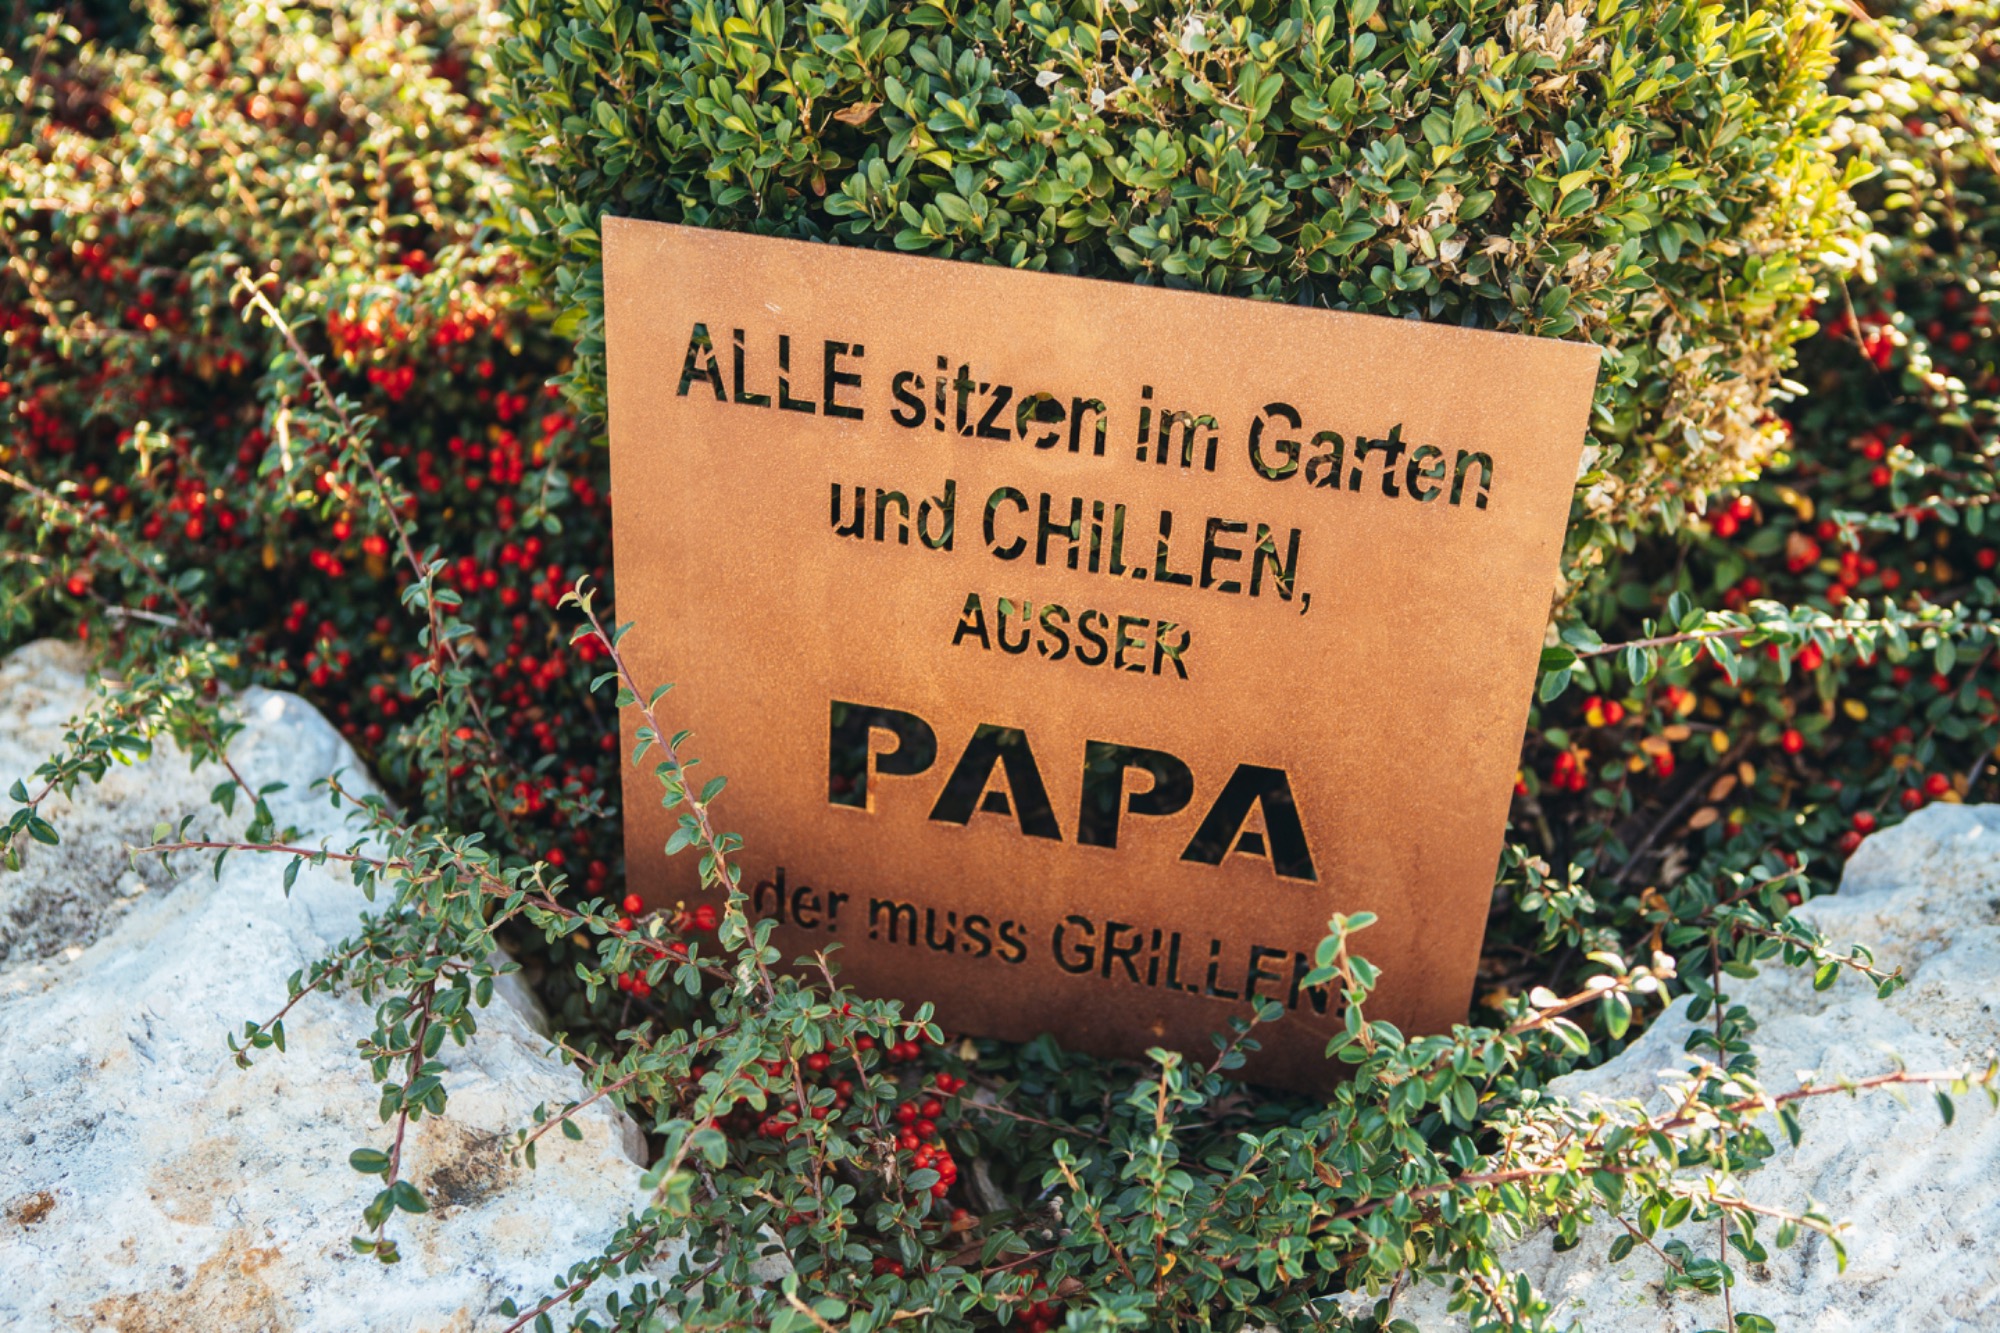 ALLE sitzen im Garten
und CHILLEN,
AUSSER
PAPA
der muss GRILLEN!